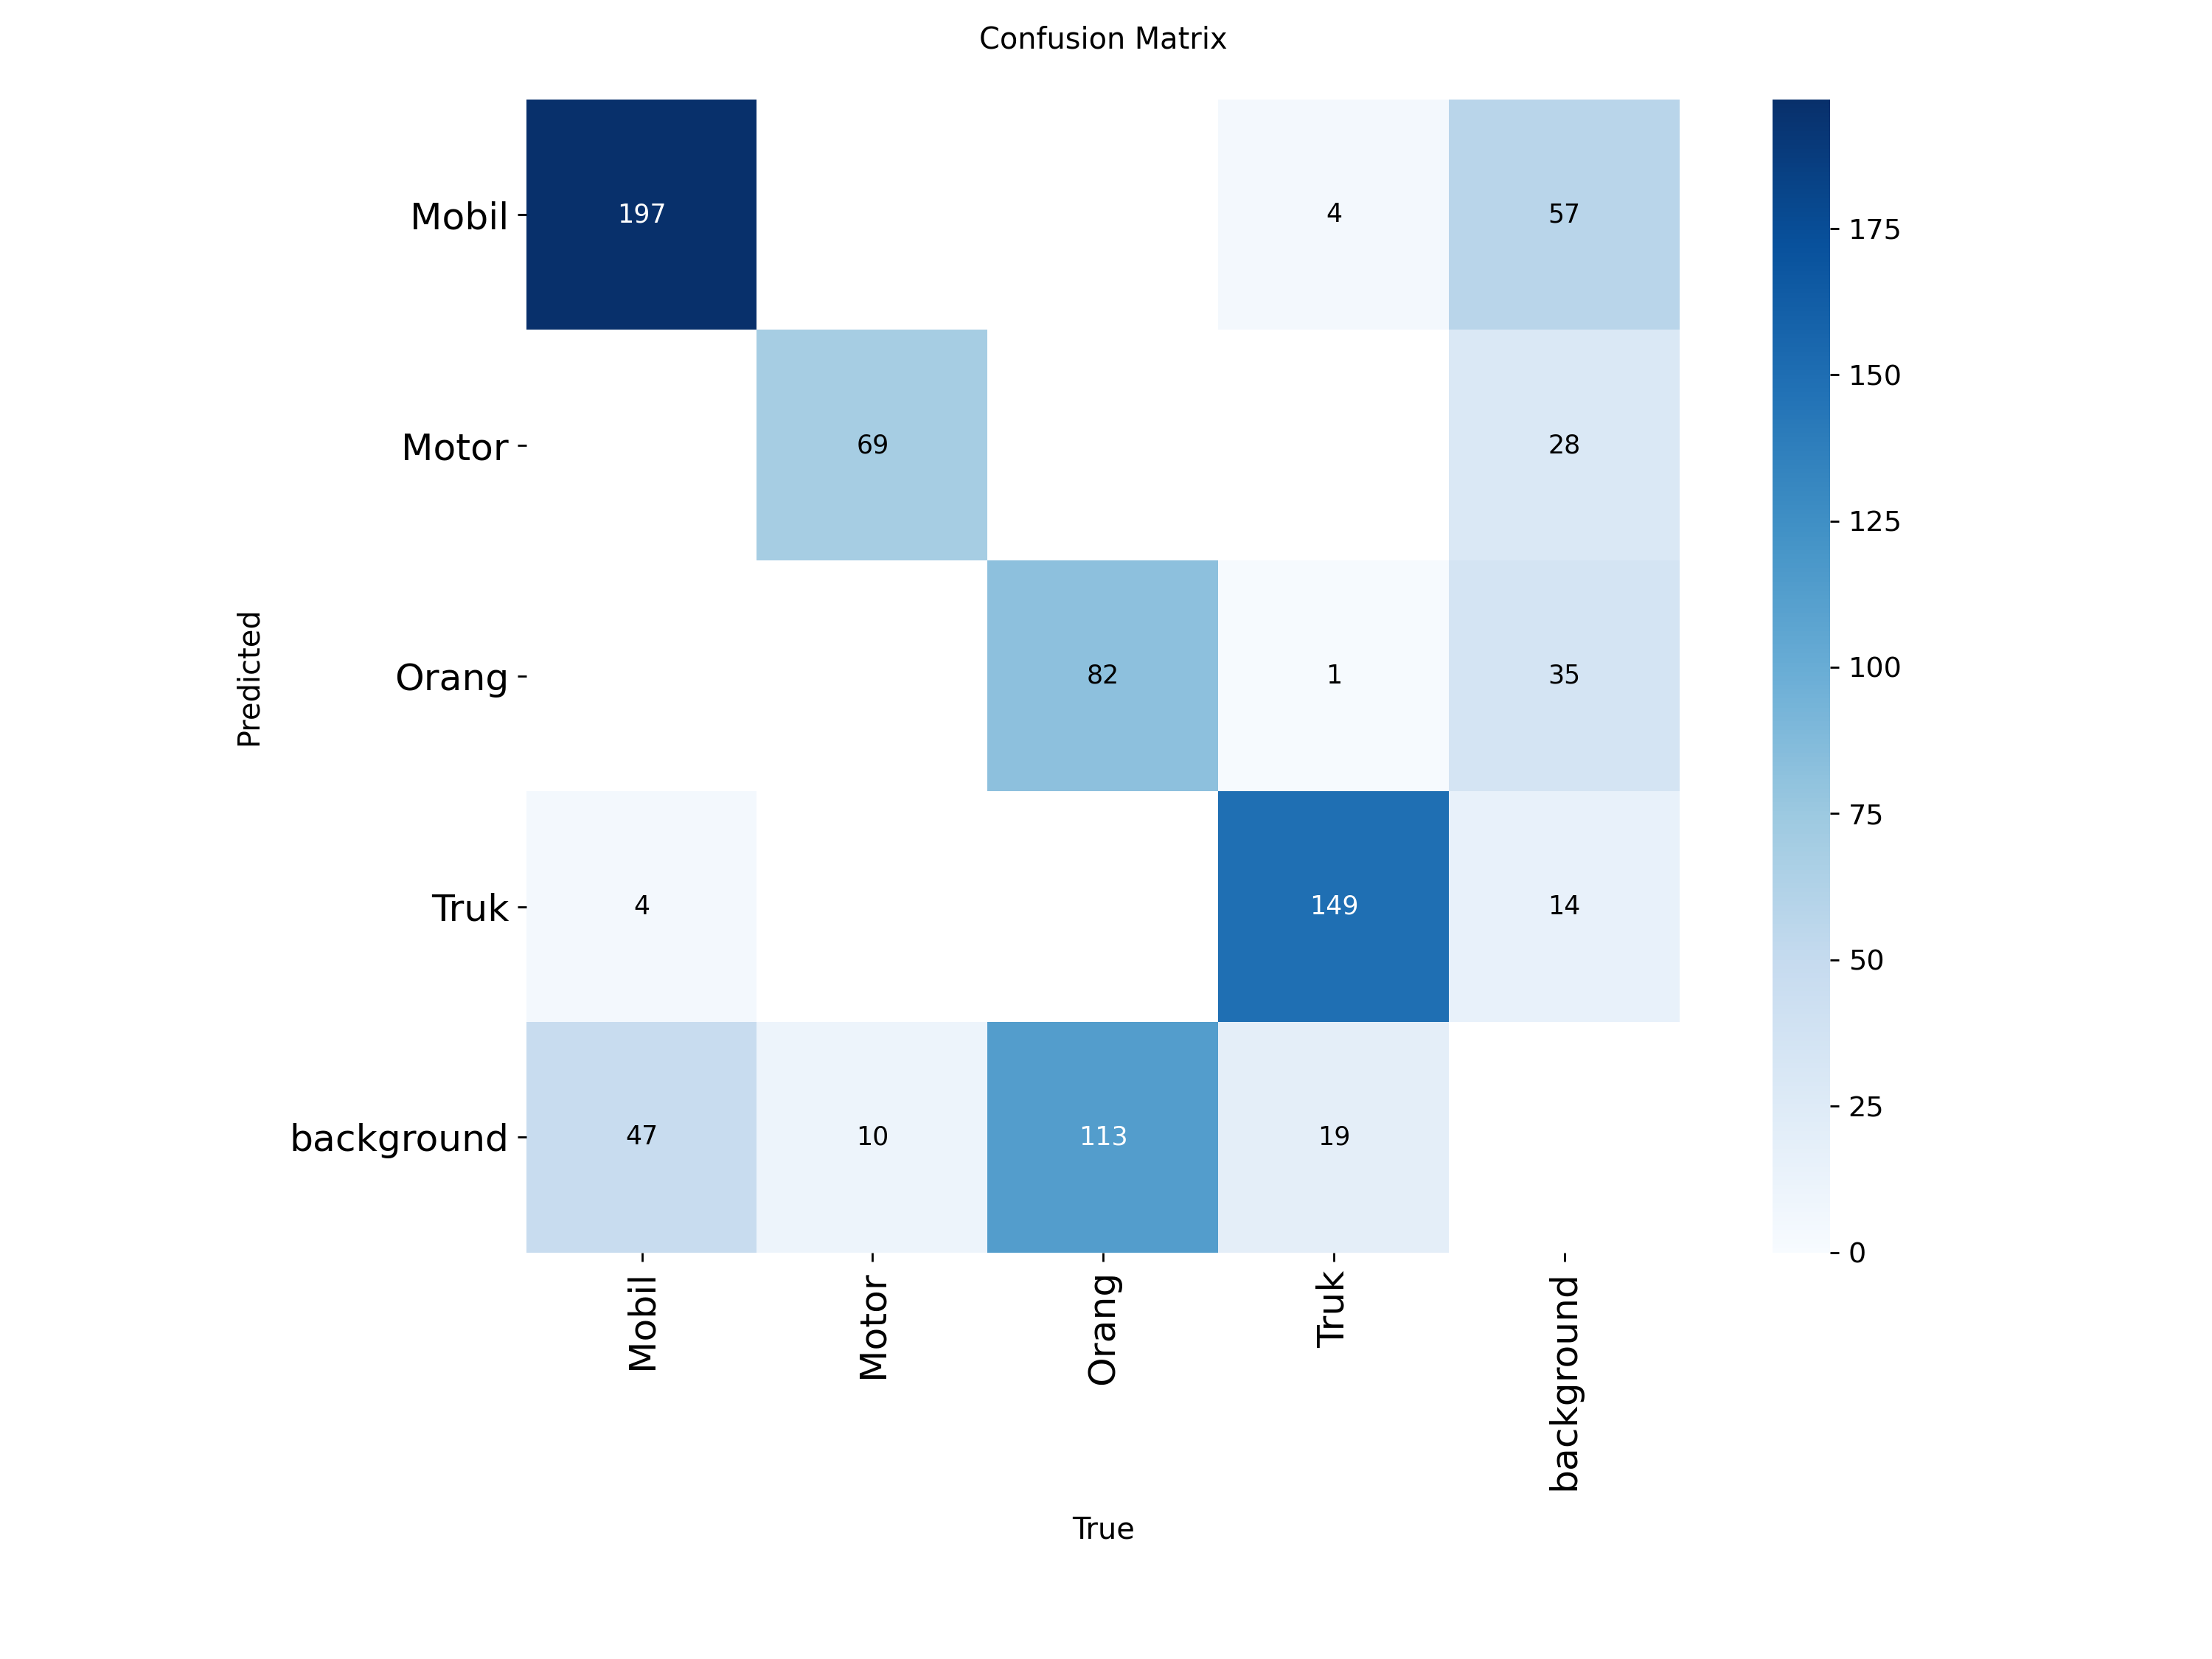 Confusion Matrix
Mobil 197 4 57
Motor 69 28
Orang 82 1 35
Truk 4 149 14
background 47 10 113 19
Mobil Motor Orang Truk background
Predicted
True
175
150
125
100
75
50
25
0